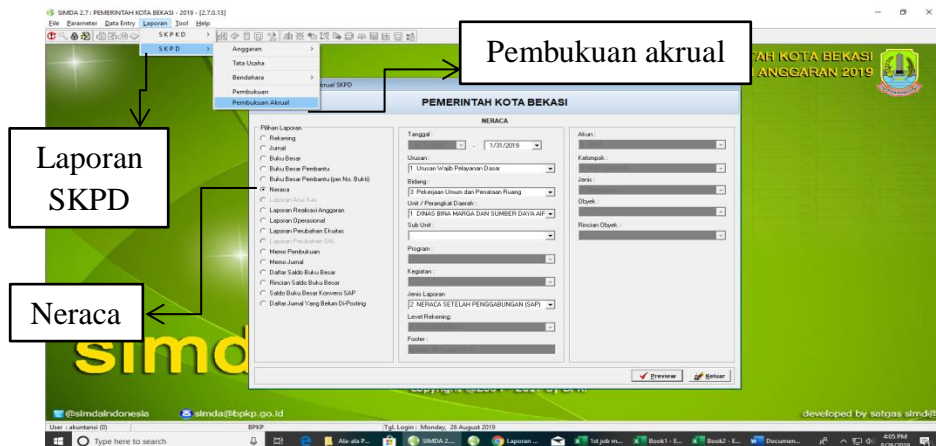 SIMDA 2.7 : PEMERINTAH KOTA BEKASI - 2019 - [2.7.0.13]
File Parameter Data Entry Laporan Tool Help
SKPKD
SKPD
Anggaran
Tata Usaha
Bendahara
Pembukuan
Pembukuan Akrual
Pembukuan akrual
Laporan
SKPD
Neraca
AH KOTA BEKASI
ANGGARAN 2019
krual SKPD
PEMERINTAH KOTA BEKASI
NERACA
Pilihan Laporan
Rekening
Jurnal
Buku Besar
Buku Besar Pembantu
Buku Besar Pembantu (per No. Bukti)
Neraca
Laporan Arus Kas
Laporan Realisasi Anggaran
Laporan Operasional
Laporan Perubahan Ekuitas
Laporan Perubahan SAL
Memo Pembukuan
Memo Jurnal
Daftar Saldo Buku Besar
Rincian Saldo Buku Besar
Saldo Buku Besar Konversi SAP
Daftar Jurnal Yang Belum Di-Posting
Tanggal :
- 1/31/2019
Urusan :
1 Urusan Wajib Pelayanan Dasar
Bidang :
3 Pekerjaan Umum dan Penataan Ruang
Unit / Perangkat Daerah :
1 DINAS BINA MARGA DAN SUMBER DAYA AIR
Sub Unit :
Program :
Kegiatan :
Jenis Laporan
2 NERACA SETELAH PENGGABUNGAN (SAP)
Level Rekening:
Footer :
Akun :
Kelompok :
Jenis :
Obyek :
Rincian Obyek :
Preview
Keluar
simd
@simdaindonesia
simda@bpkp.go.id
developed by satgas simd@
User : akuntansi (0)
BPKP
Tgl. Login : Monday, 26 August 2019
Type here to search
Ala-ala P...
SIMDA 2....
Laporan ...
1st job m...
Book1 - E...
Book2 - E...
Documen...
4:05 PM
8/26/2019